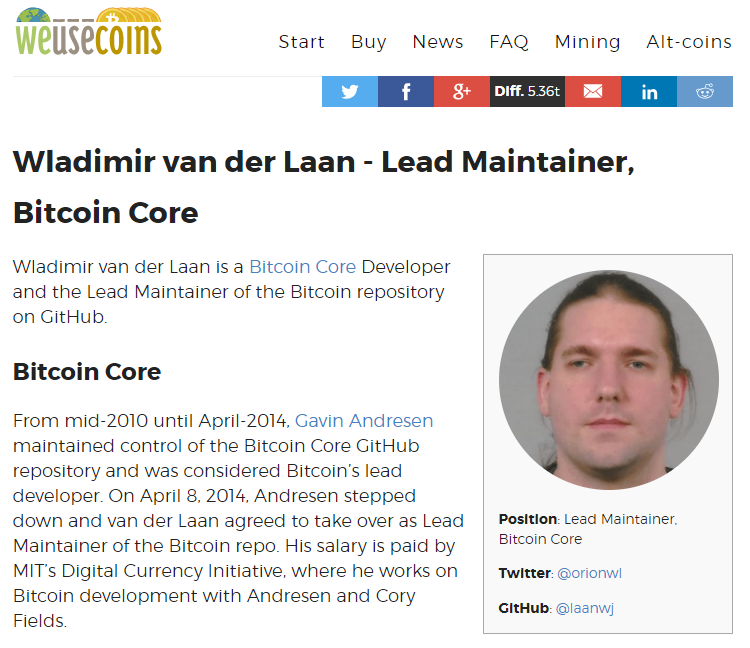 weusecoins
Start Buy News FAQ Mining Alt-coins
g+ Diff. 5.36t in
Wladimir van der Laan - Lead Maintainer,
Bitcoin Core
Wladimir van der Laan is a Bitcoin Core Developer
and the Lead Maintainer of the Bitcoin repository
on GitHub.
Bitcoin Core
From mid-2010 until April-2014, Gavin Andresen
maintained control of the Bitcoin Core GitHub
repository and was considered Bitcoin’s lead
developer. On April 8, 2014, Andresen stepped
down and van der Laan agreed to take over as Lead
Maintainer of the Bitcoin repo. His salary is paid by
MIT’s Digital Currency Initiative, where he works on
Bitcoin development with Andresen and Cory
Fields.
Position: Lead Maintainer,
Bitcoin Core
Twitter: @orionwl
GitHub: @laanwj